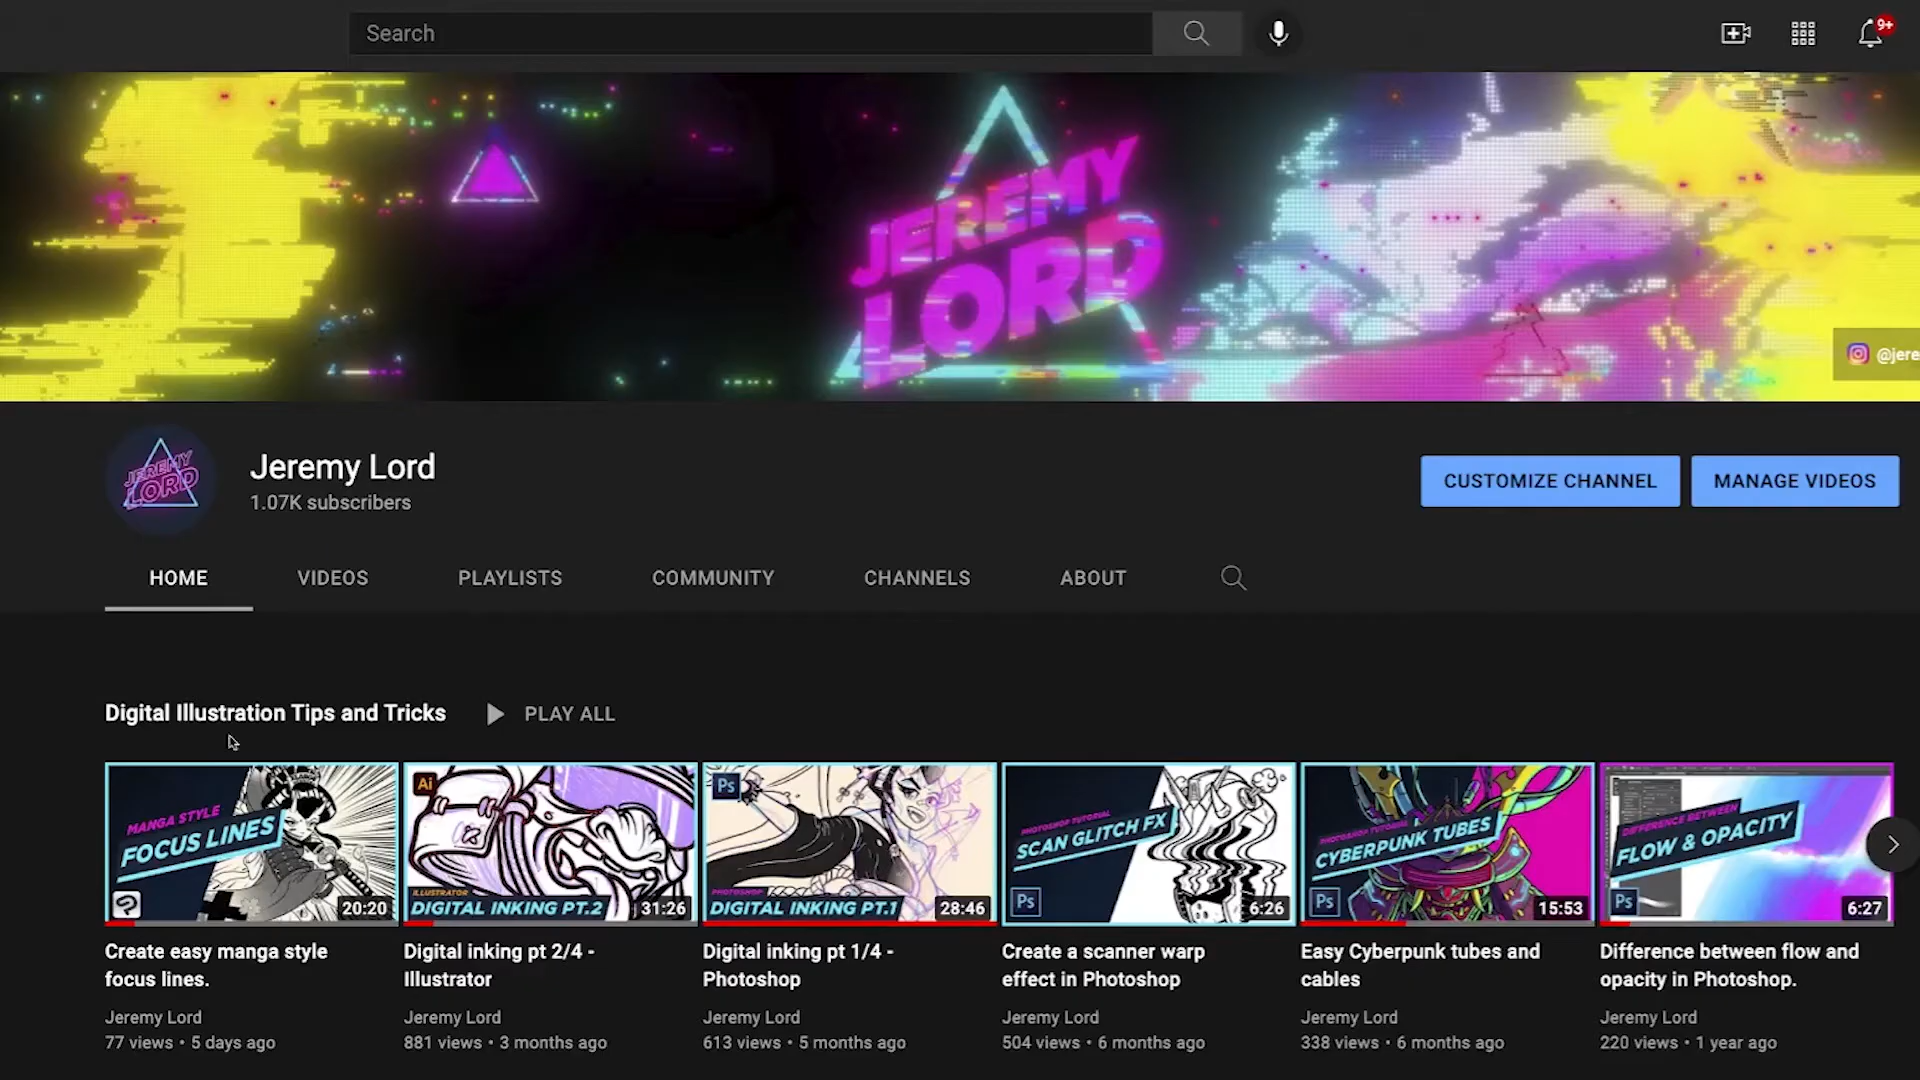 Search
9+
JEREMY
LORD
@jere
JEREMY
LORD
Jeremy Lord
1.07K subscribers
CUSTOMIZE CHANNEL
MANAGE VIDEOS
HOME
VIDEOS
PLAYLISTS
COMMUNITY
CHANNELS
ABOUT
Digital Illustration Tips and Tricks
PLAY ALL
MANGA STYLE
FOCUS LINES
20:20
Ai
ILLUSTRATOR
DIGITAL INKING PT.2
31:26
Ps
PHOTOSHOP
DIGITAL INKING PT.1
28:46
PHOTOSHOP TUTORIAL
SCAN GLITCH FX
Ps
6:26
PHOTOSHOP TUTORIAL
CYBERPUNK TUBES
Ps
15:53
DIFFERENCE BETWEEN
FLOW & OPACITY
Ps
6:27
Create easy manga style
focus lines.
Jeremy Lord
77 views • 5 days ago
Digital inking pt 2/4 -
Illustrator
Jeremy Lord
881 views • 3 months ago
Digital inking pt 1/4 -
Photoshop
Jeremy Lord
613 views • 5 months ago
Create a scanner warp
effect in Photoshop
Jeremy Lord
504 views • 6 months ago
Easy Cyberpunk tubes and
cables
Jeremy Lord
338 views • 6 months ago
Difference between flow and
opacity in Photoshop.
Jeremy Lord
220 views • 1 year ago